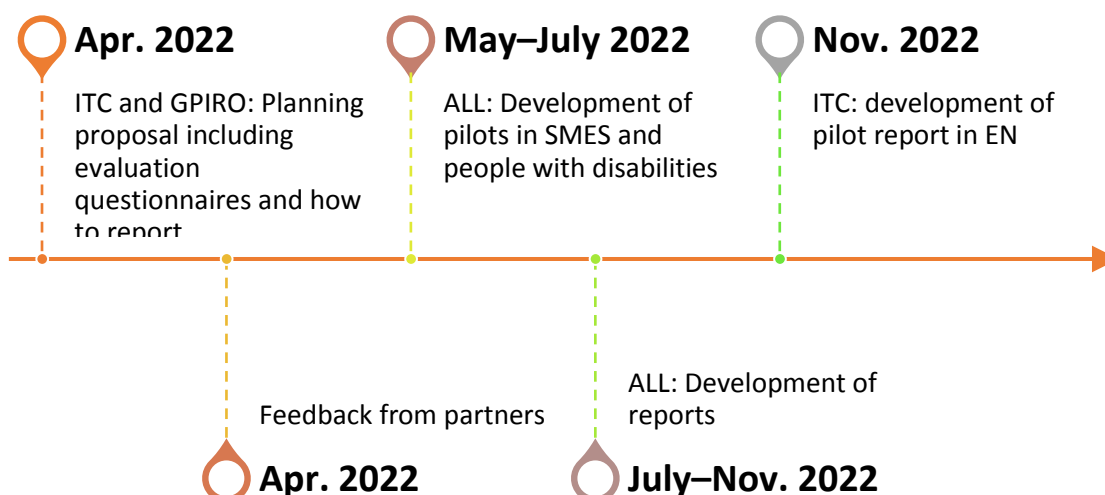 Apr. 2022
ITC and GPIRO: Planning
proposal including
evaluation
questionnaires and how
to report
May–July 2022
ALL: Development of
pilots in SMES and
people with disabilities
Nov. 2022
ITC: development of
pilot report in EN
Feedback from partners
Apr. 2022
ALL: Development of
reports
July–Nov. 2022